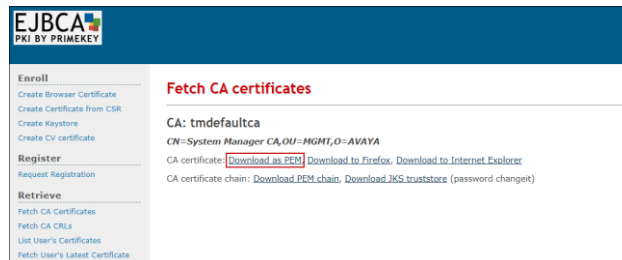 EJBCA
PKI BY PRIMEKEY
Enroll
Create Browser Certificate
Create Certificate from CSR
Create Keystore
Create CV certificate
Register
Request Registration
Retrieve
Fetch CA Certificates
Fetch CA CRLs
List User's Certificates
Fetch User's Latest Certificate
Fetch CA certificates
CA: tmdefaultca
CN=System Manager CA,OU=MGMT,O=AVAYA
CA certificate: Download as PEM, Download to Firefox, Download to Internet Explorer
CA certificate chain: Download PEM chain, Download JKS truststore (password changeit)